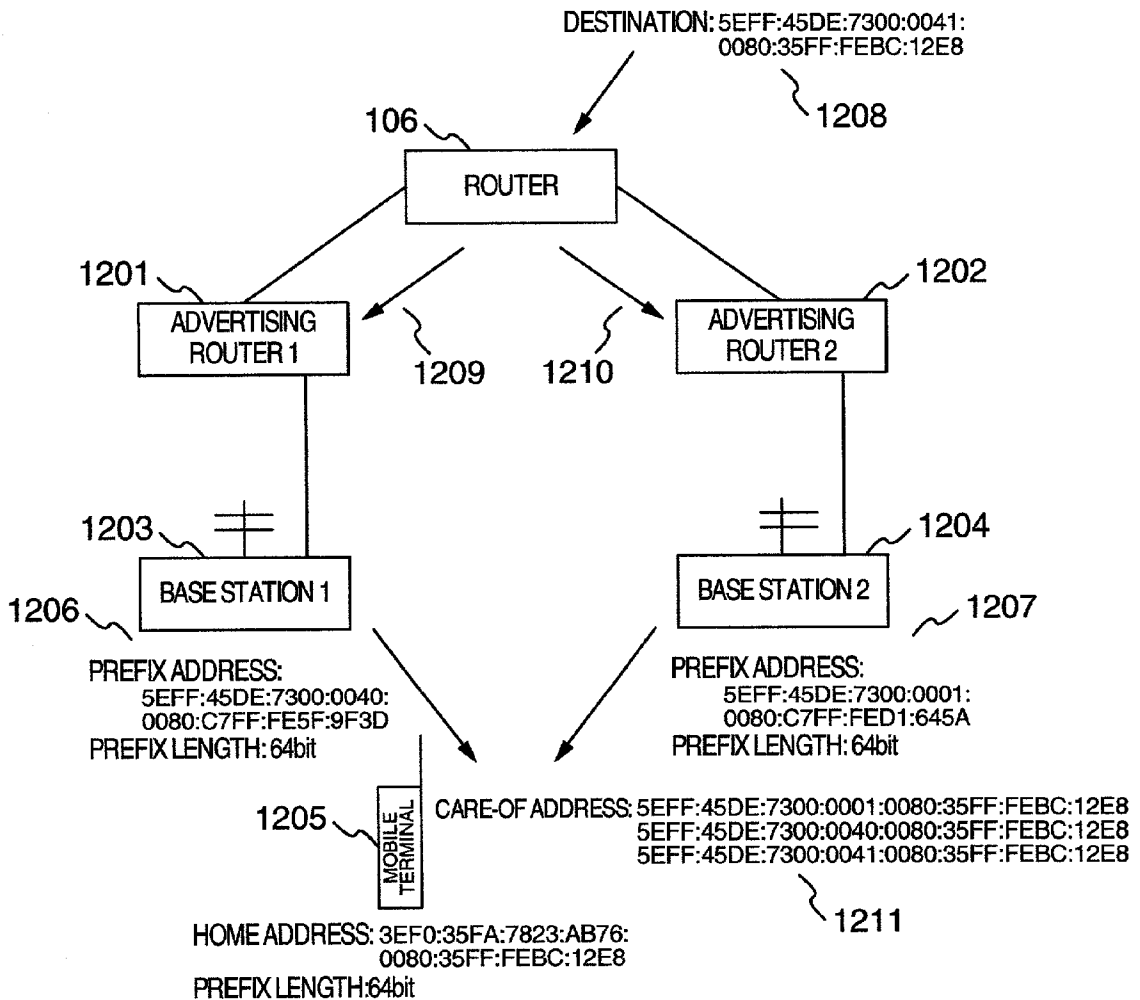 DESTINATION: 5EFF:45DE:7300:0041:
0080:35FF:FEBC:12E8
1208
106
ROUTER
1201
1202
ADVERTISING
ROUTER 1
ADVERTISING
ROUTER 2
1209
1210
1203
1204
BASE STATION 1
BASE STATION 2
1206
1207
PREFIX ADDRESS:
5EFF:45DE:7300:0040:
0080:C7FF:FE5F:9F3D
PREFIX LENGTH: 64bit
PREFIX ADDRESS:
5EFF:45DE:7300:0001:
0080:C7FF:FED1:645A
PREFIX LENGTH: 64bit
1205
MOBILE
TERMINAL
CARE-OF ADDRESS: 5EFF:45DE:7300:0001:0080:35FF:FEBC:12E8
5EFF:45DE:7300:0040:0080:35FF:FEBC:12E8
5EFF:45DE:7300:0041:0080:35FF:FEBC:12E8
1211
HOME ADDRESS: 3EF0:35FA:7823:AB76:
0080:35FF:FEBC:12E8
PREFIX LENGTH:64bit